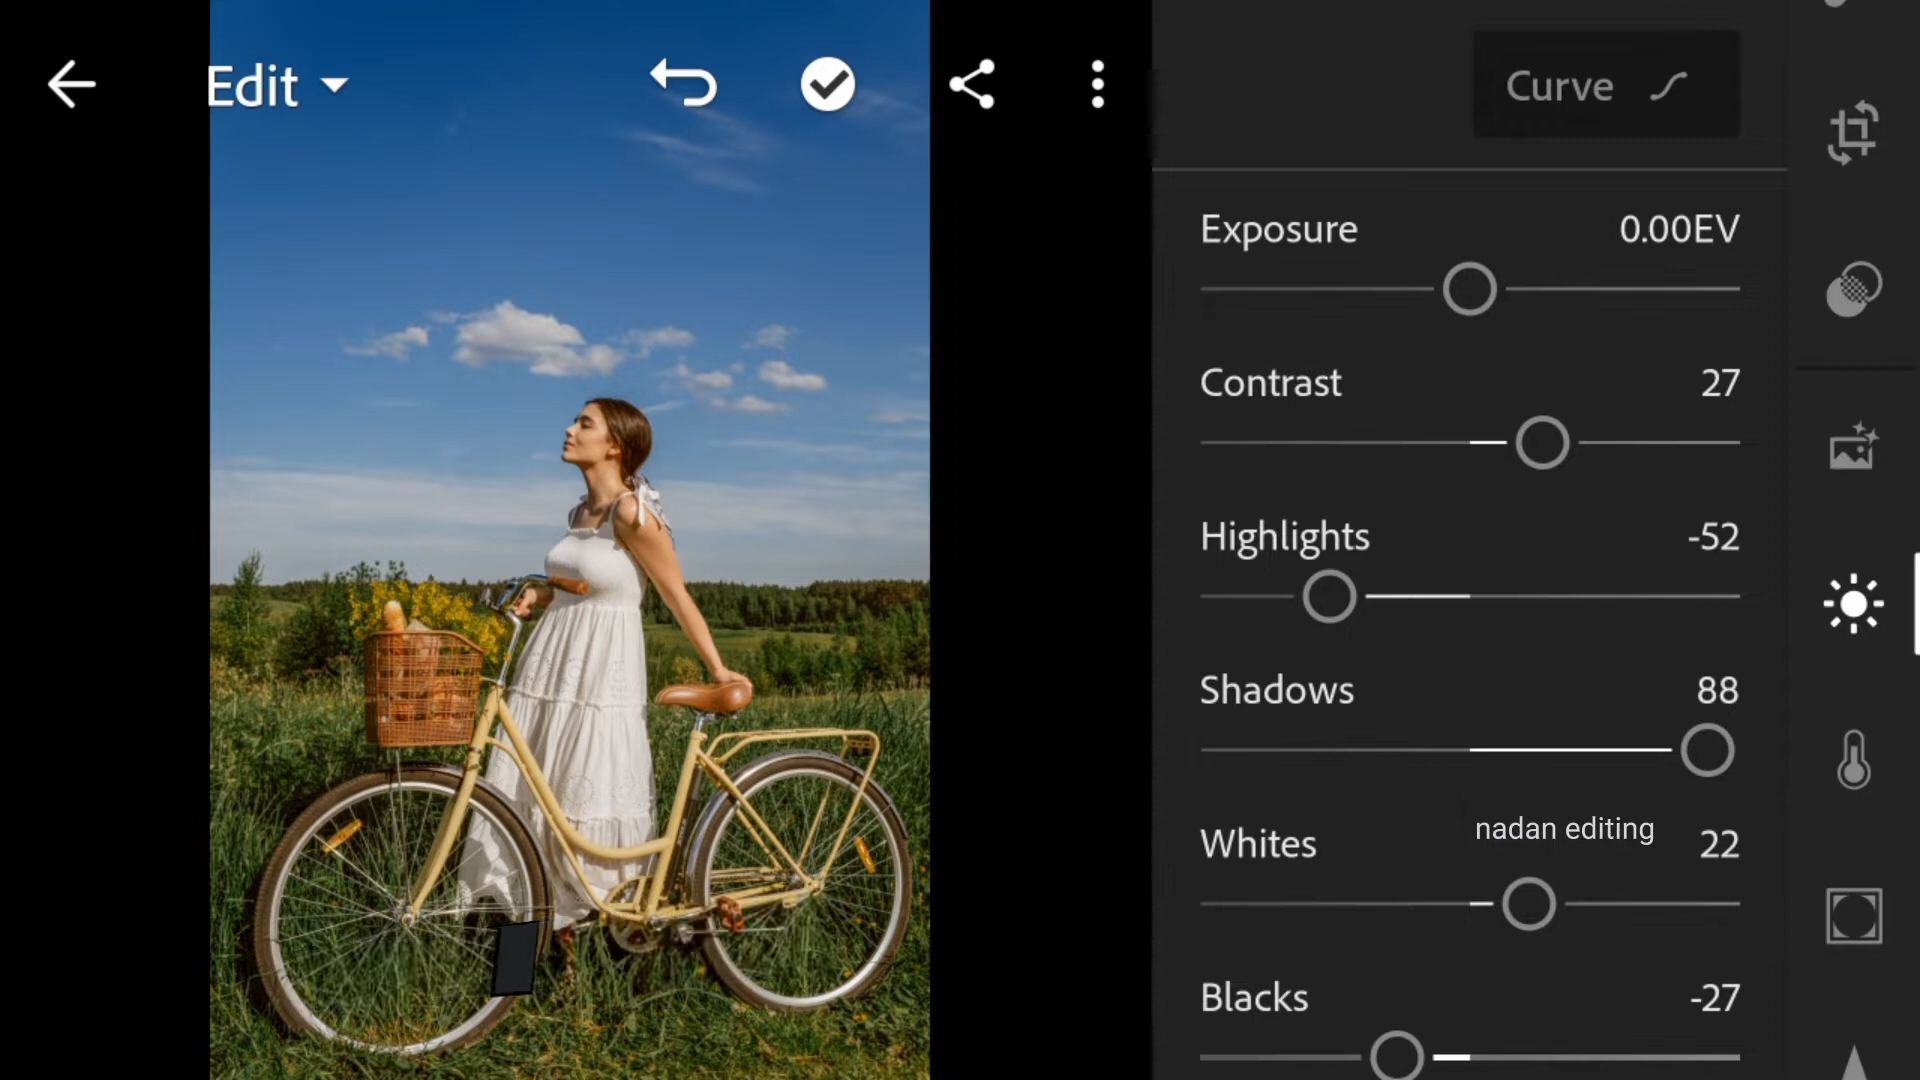 Edit
Curve
Exposure 0.00EV
Contrast 27
Highlights -52
Shadows 88
nadan editing
Whites 22
Blacks -27